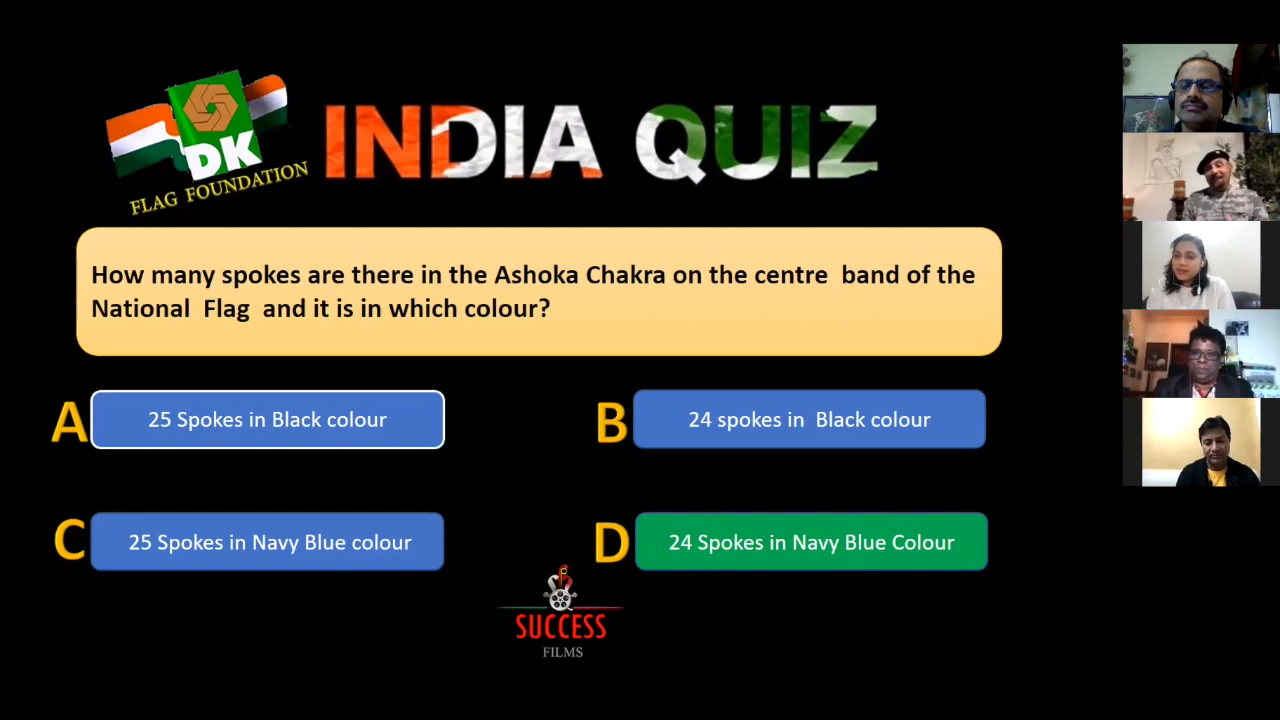 DK
FLAG FOUNDATION
INDIA QUIZ
How many spokes are there in the Ashoka Chakra on the centre band of the
National Flag and it is in which colour?
A 25 Spokes in Black colour
B 24 spokes in Black colour
C 25 Spokes in Navy Blue colour
D 24 Spokes in Navy Blue Colour
SUCCESS
FILMS